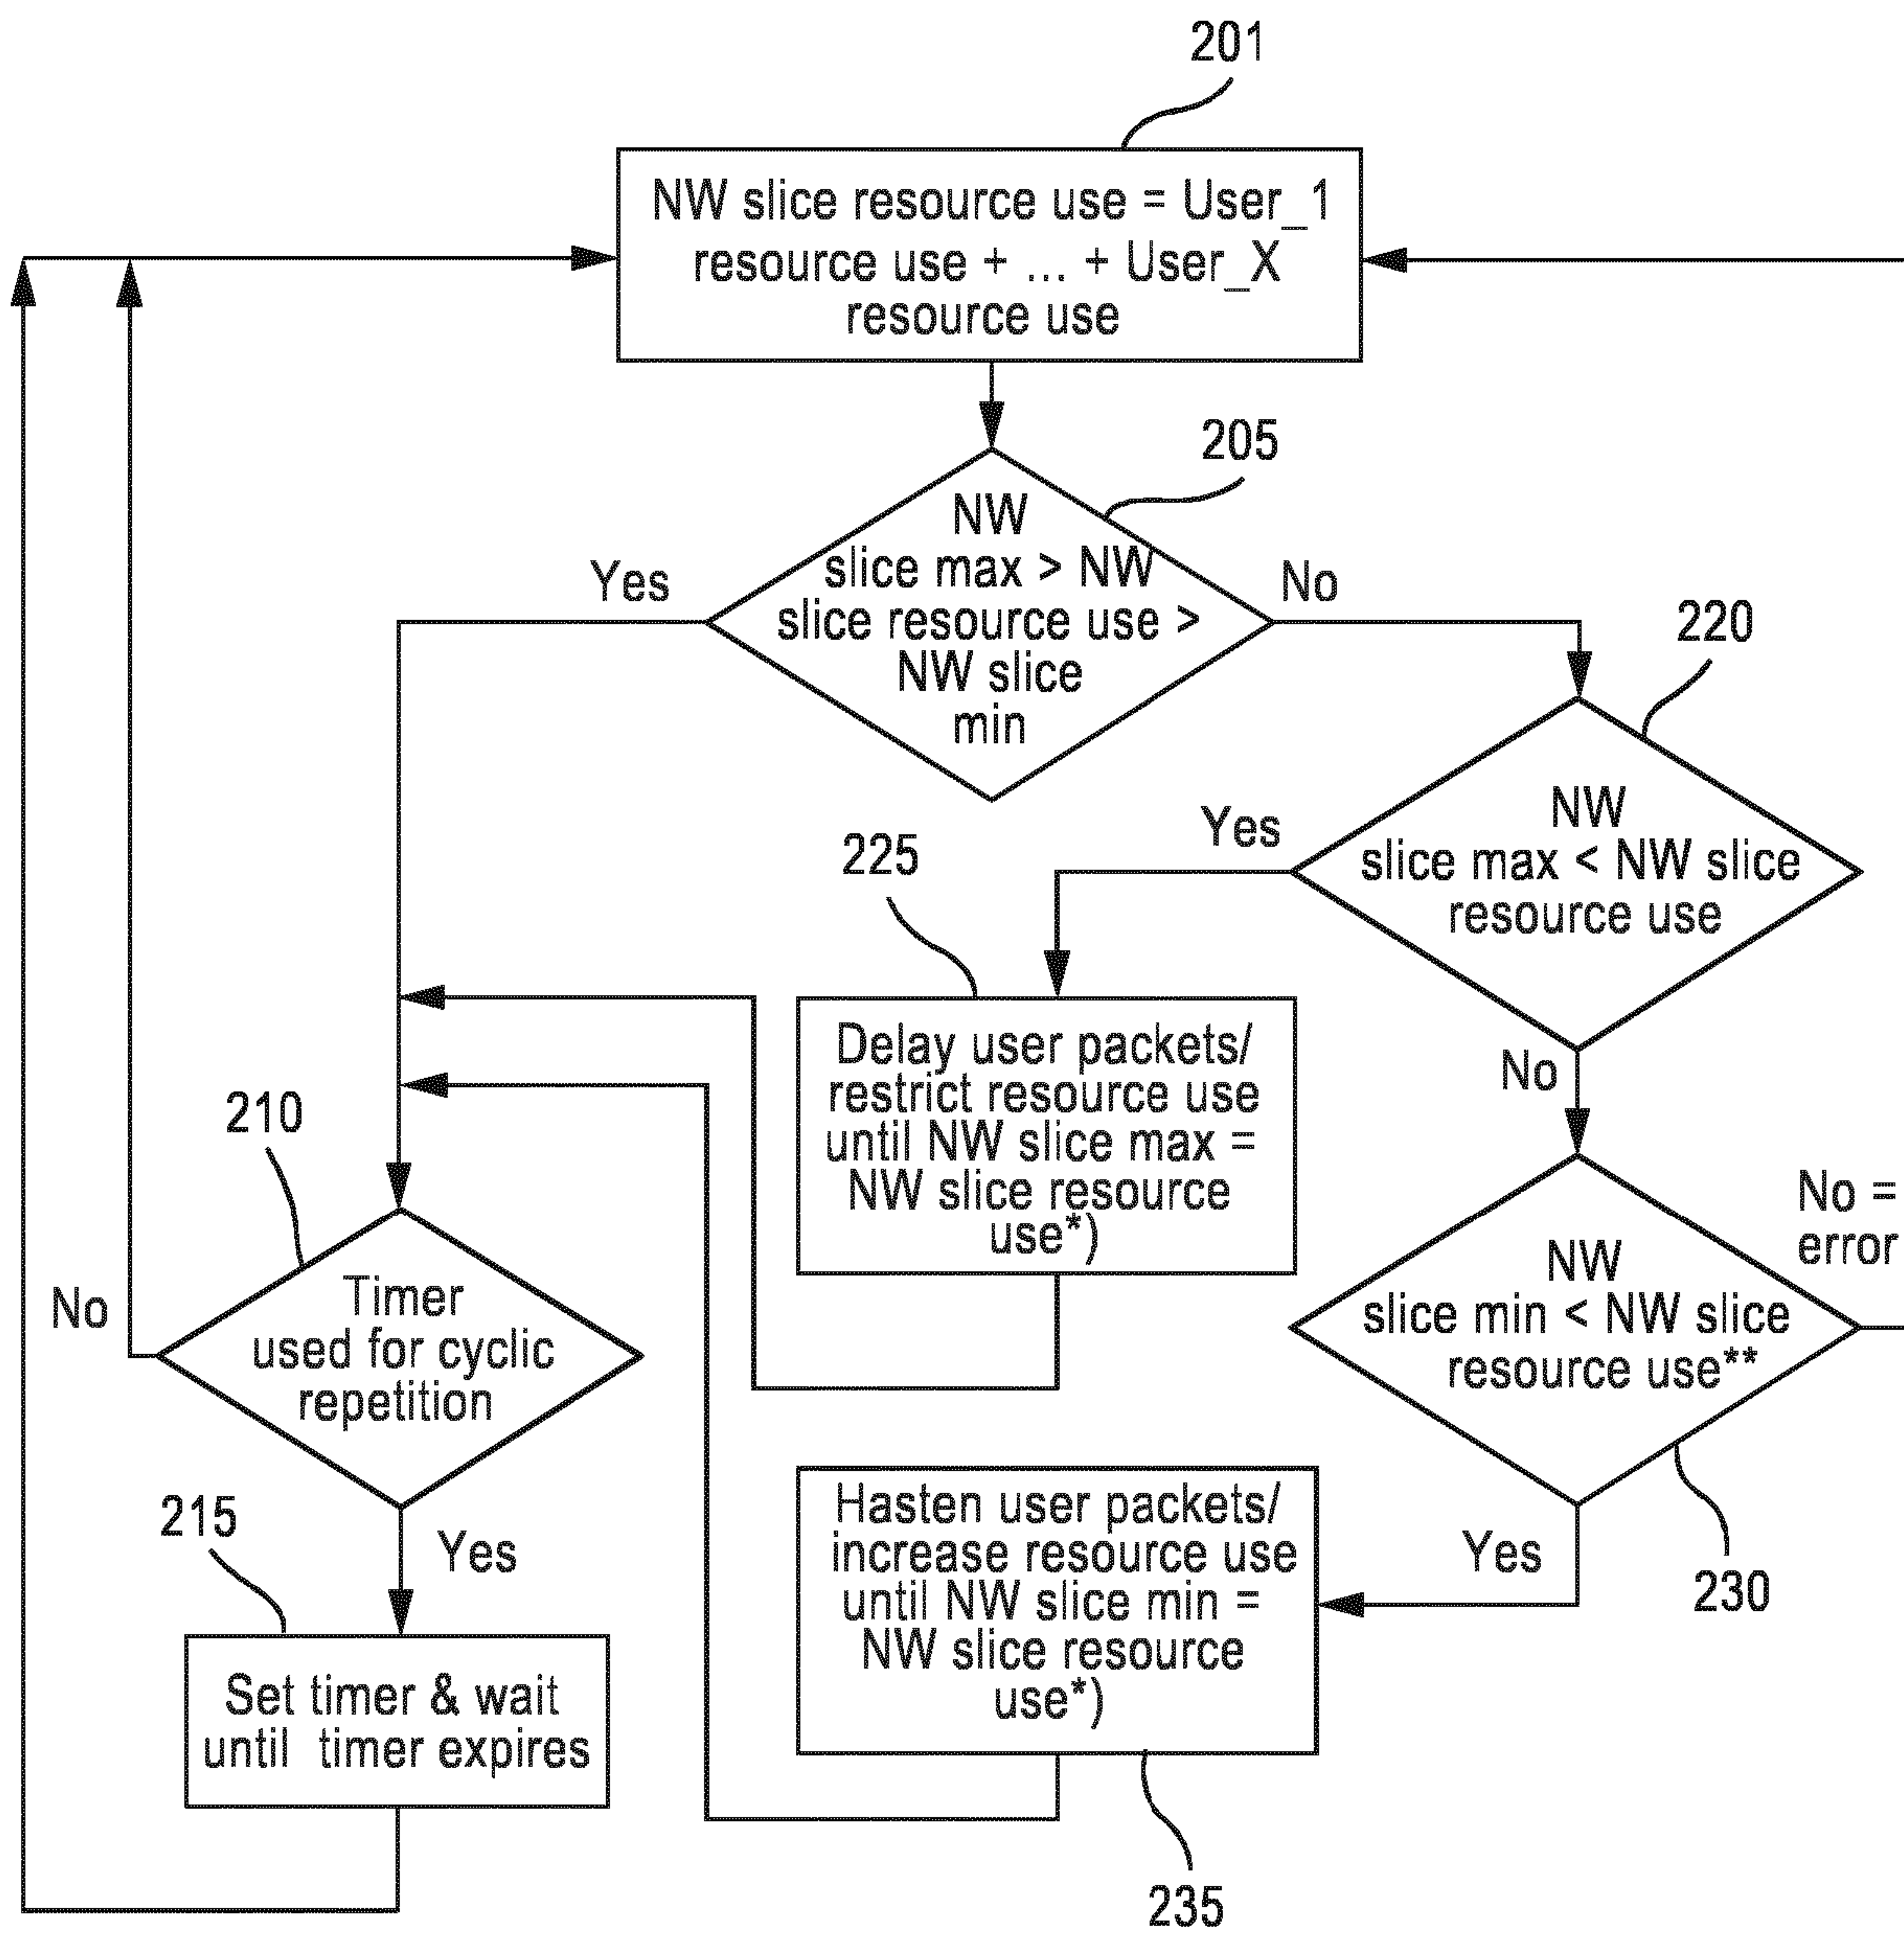 201
NW slice resource use = User_1
resource use + ... + User_X
resource use
205
NW
slice max > NW
slice resource use >
NW slice
min
Yes
No
220
NW
slice max < NW slice
resource use
Yes
No
225
Delay user packets/
restrict resource use
until NW slice max =
NW slice resource
use*)
210
Timer
used for cyclic
repetition
No
Yes
215
Set timer & wait
until timer expires
NW
slice min < NW slice
resource use**
No =
error
Yes
230
Hasten user packets/
increase resource use
until NW slice min =
NW slice resource
use*)
235